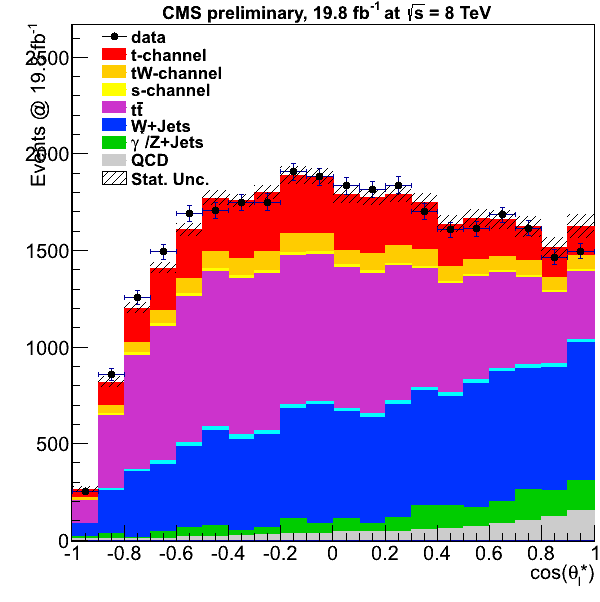 CMS preliminary, 19.8 fb⁻¹ at √s = 8 TeV
Events @ 19.8 fb⁻¹
data
t-channel
tW-channel
s-channel
tt̄
W+Jets
γ*/Z+Jets
QCD
Stat. Unc.
2500
2000
1500
1000
500
0
-1 -0.8 -0.6 -0.4 -0.2 0 0.2 0.4 0.6 0.8 1
cos(θₗ*)